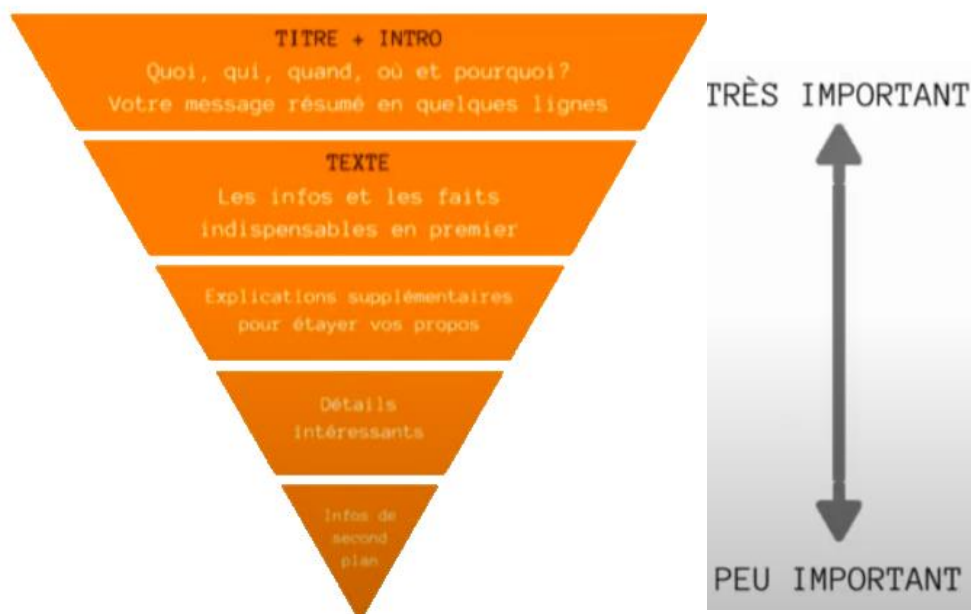 TITRE + INTRO
Quoi, qui, quand, où et pourquoi?
Votre message résumé en quelques lignes
TEXTE
Les infos et les faits
indispensables en premier
Explications supplémentaires
pour étayer vos propos
Détails
intéressants
Infos de
second
plan
TRÈS IMPORTANT
PEU IMPORTANT